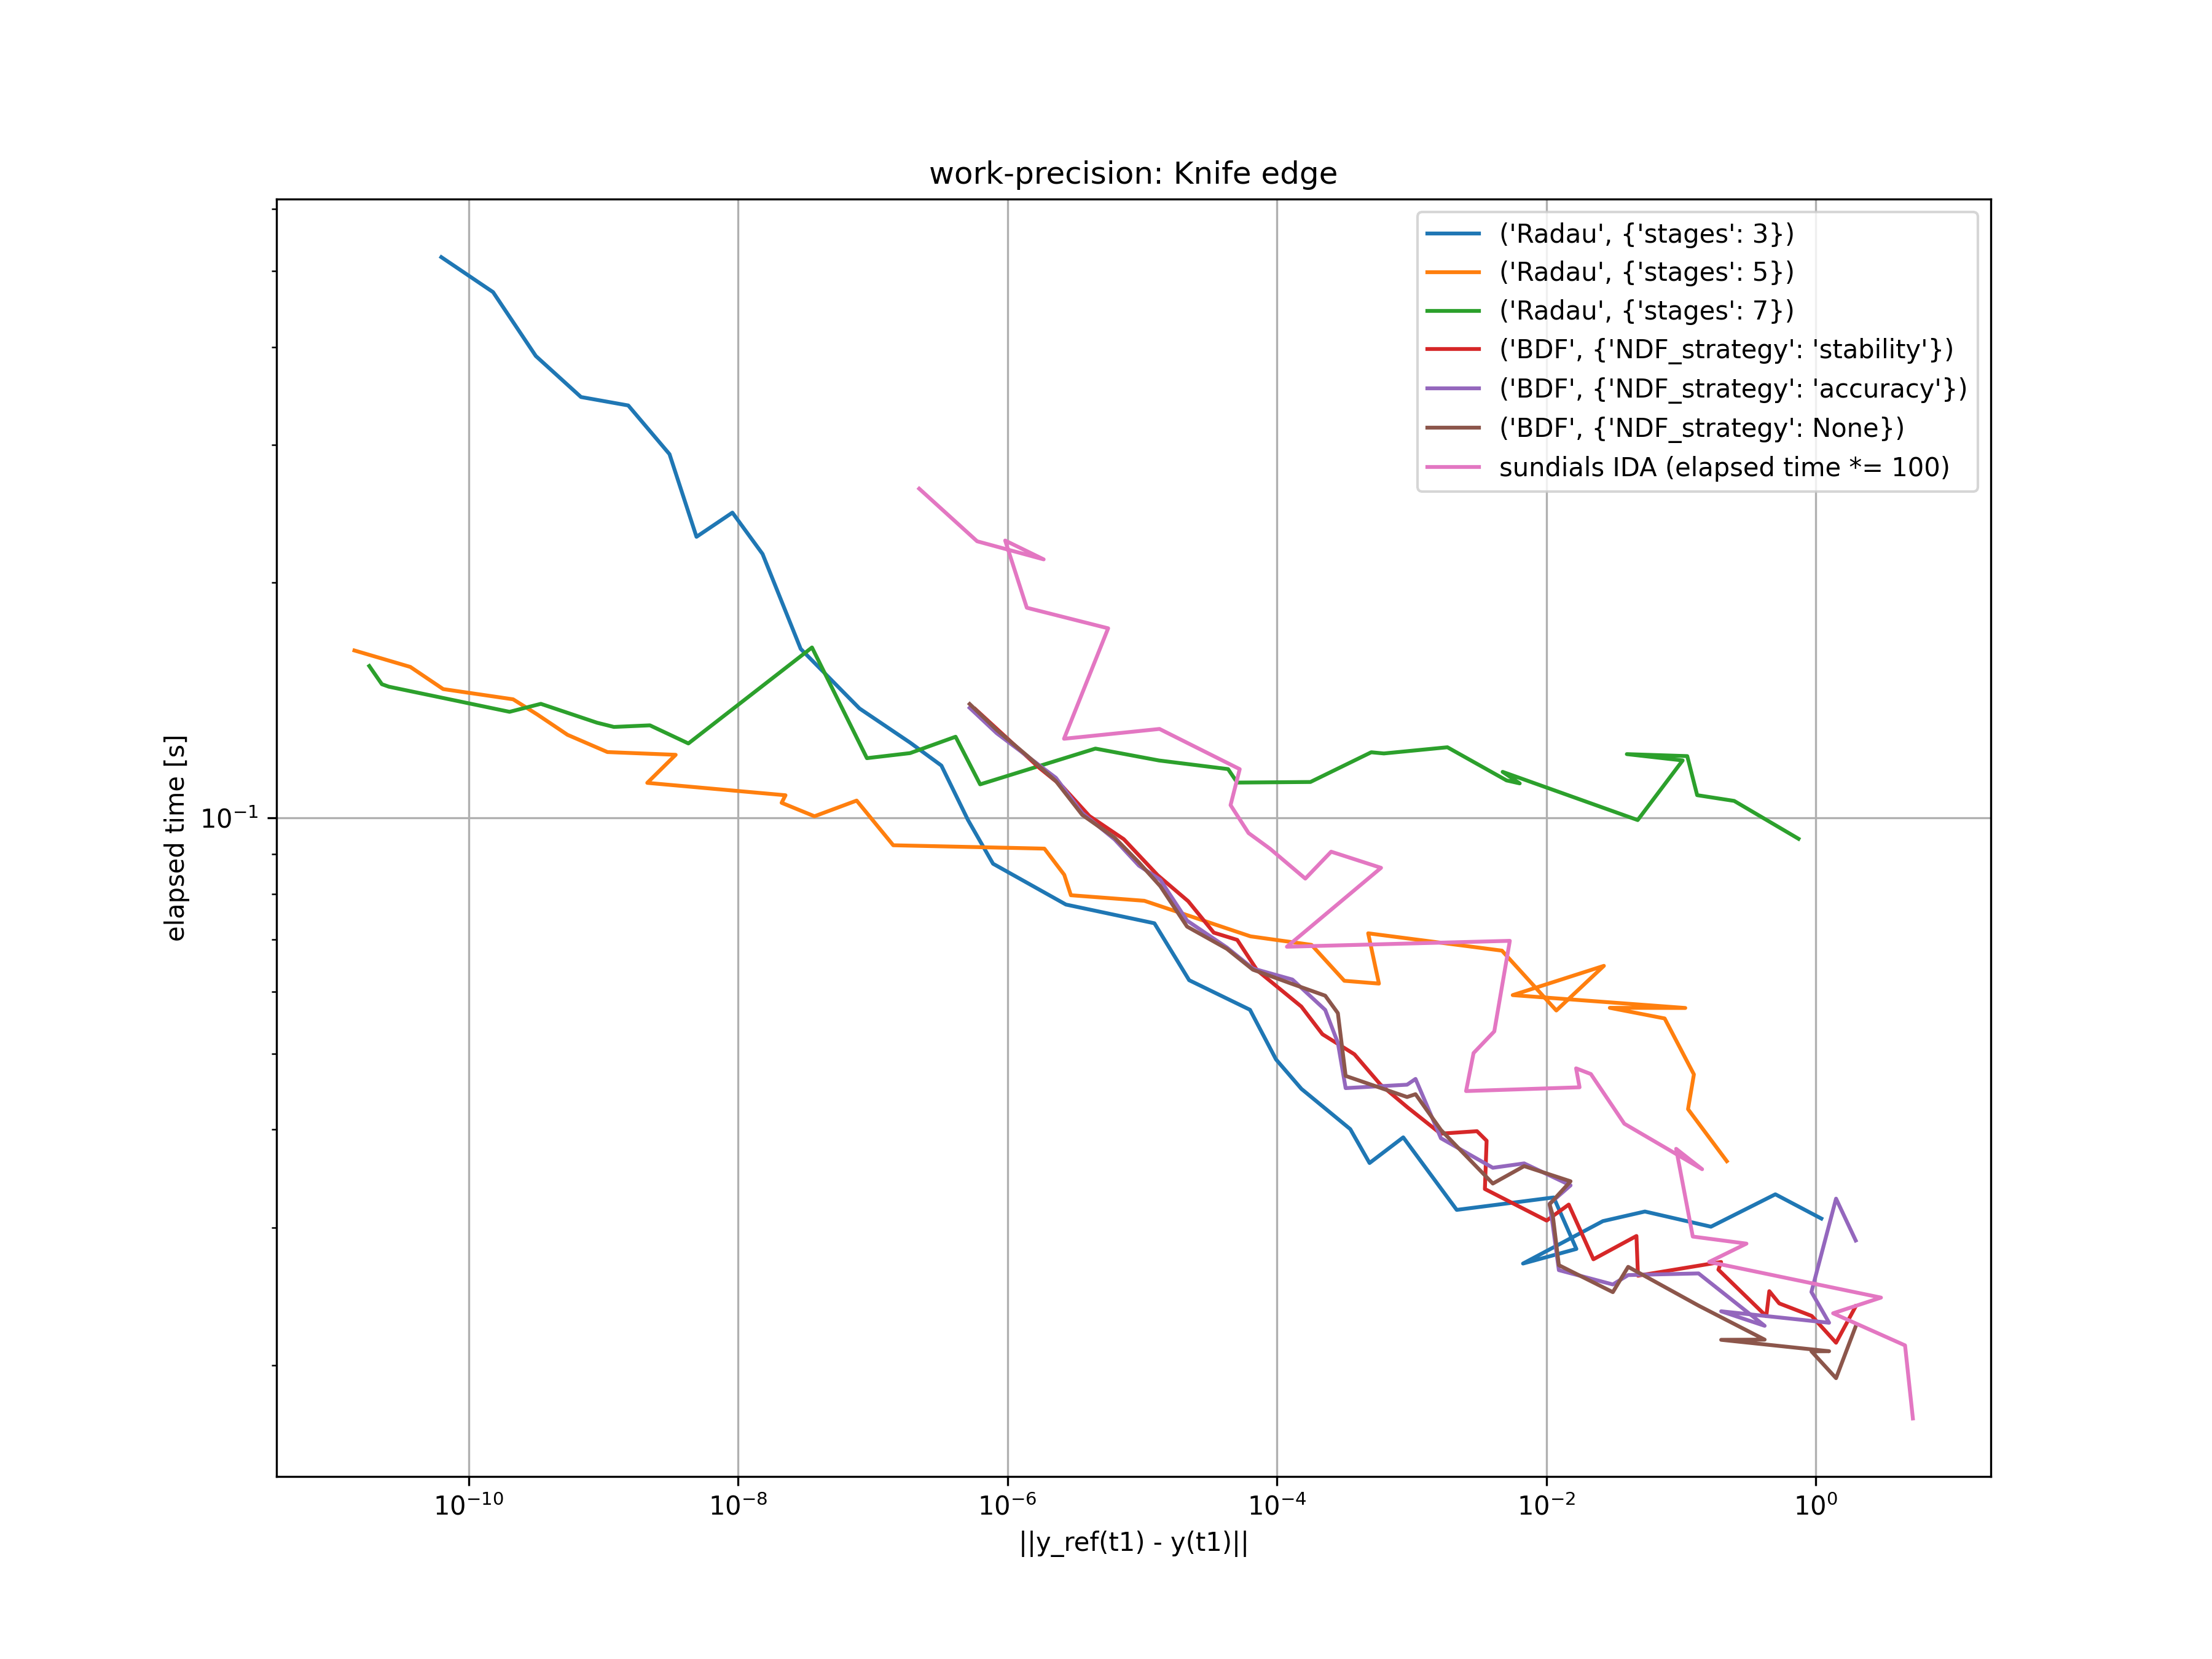 work-precision: Knife edge
('Radau', {'stages': 3})
('Radau', {'stages': 5})
('Radau', {'stages': 7})
('BDF', {'NDF_strategy': 'stability'})
('BDF', {'NDF_strategy': 'accuracy'})
('BDF', {'NDF_strategy': None})
sundials IDA (elapsed time *= 100)
elapsed time [s]
10⁻¹
10⁻¹⁰ 10⁻⁸ 10⁻⁶ 10⁻⁴ 10⁻² 10⁰
||y_ref(t1) - y(t1)||